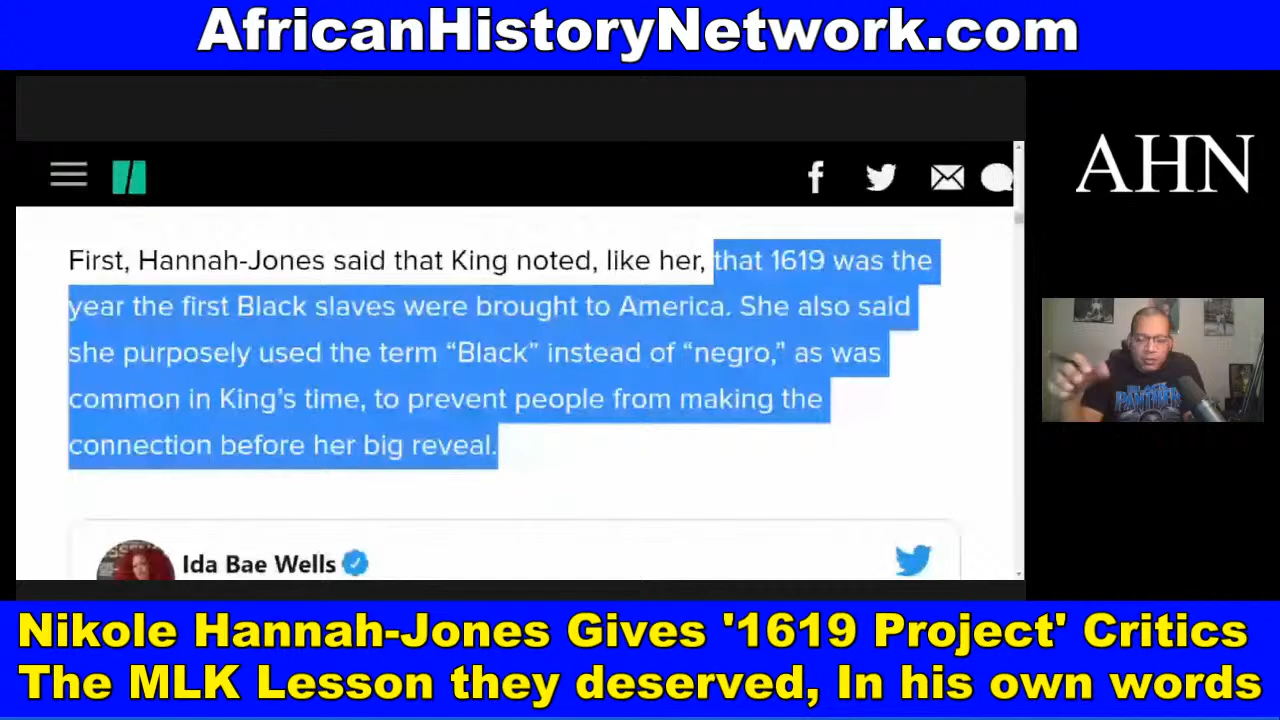 AfricanHistoryNetwork.com
AHN
First, Hannah-Jones said that King noted, like her, that 1619 was the
year the first Black slaves were brought to America. She also said
she purposely used the term “Black” instead of “negro,” as was
common in King’s time, to prevent people from making the
connection before her big reveal.
Ida Bae Wells
PANTHER
Nikole Hannah-Jones Gives '1619 Project' Critics
The MLK Lesson they deserved, In his own words